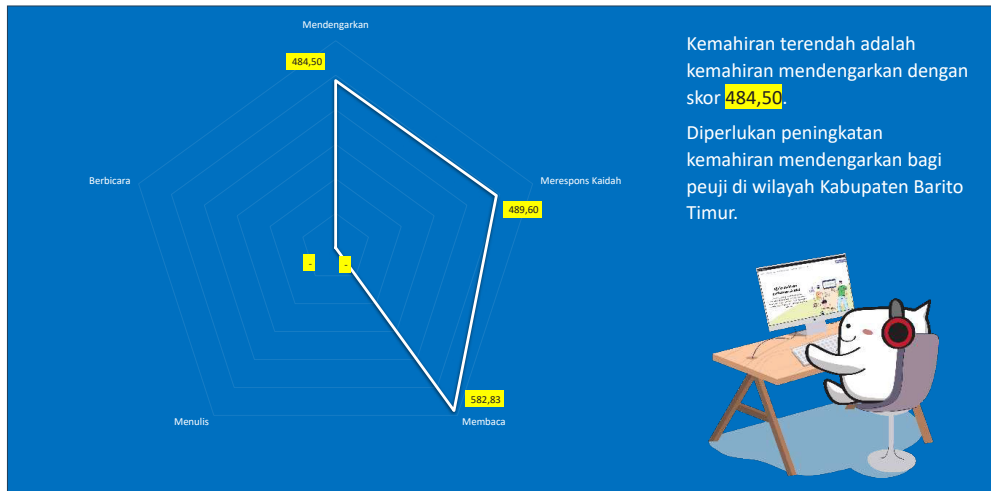 Mendengarkan
484,50
Berbicara
Merespons Kaidah
489,60
-
-
582,83
Menulis
Membaca
Kemahiran terendah adalah
kemahiran mendengarkan dengan
skor 484,50.
Diperlukan peningkatan
kemahiran mendengarkan bagi
peuji di wilayah Kabupaten Barito
Timur.